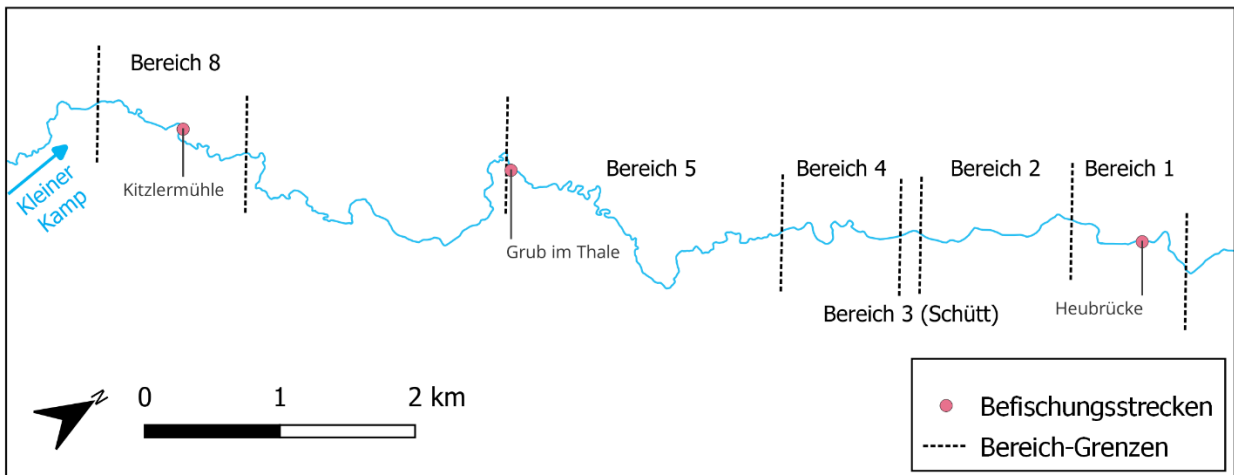 Bereich 8
Kitzlermühle
Kleiner
Kamp
Bereich 5
Grub im Thale
Bereich 4
Bereich 2
Bereich 1
Bereich 3 (Schütt)
Heubrücke
N
0 1 2 km
Befischungsstrecken
Bereich-Grenzen